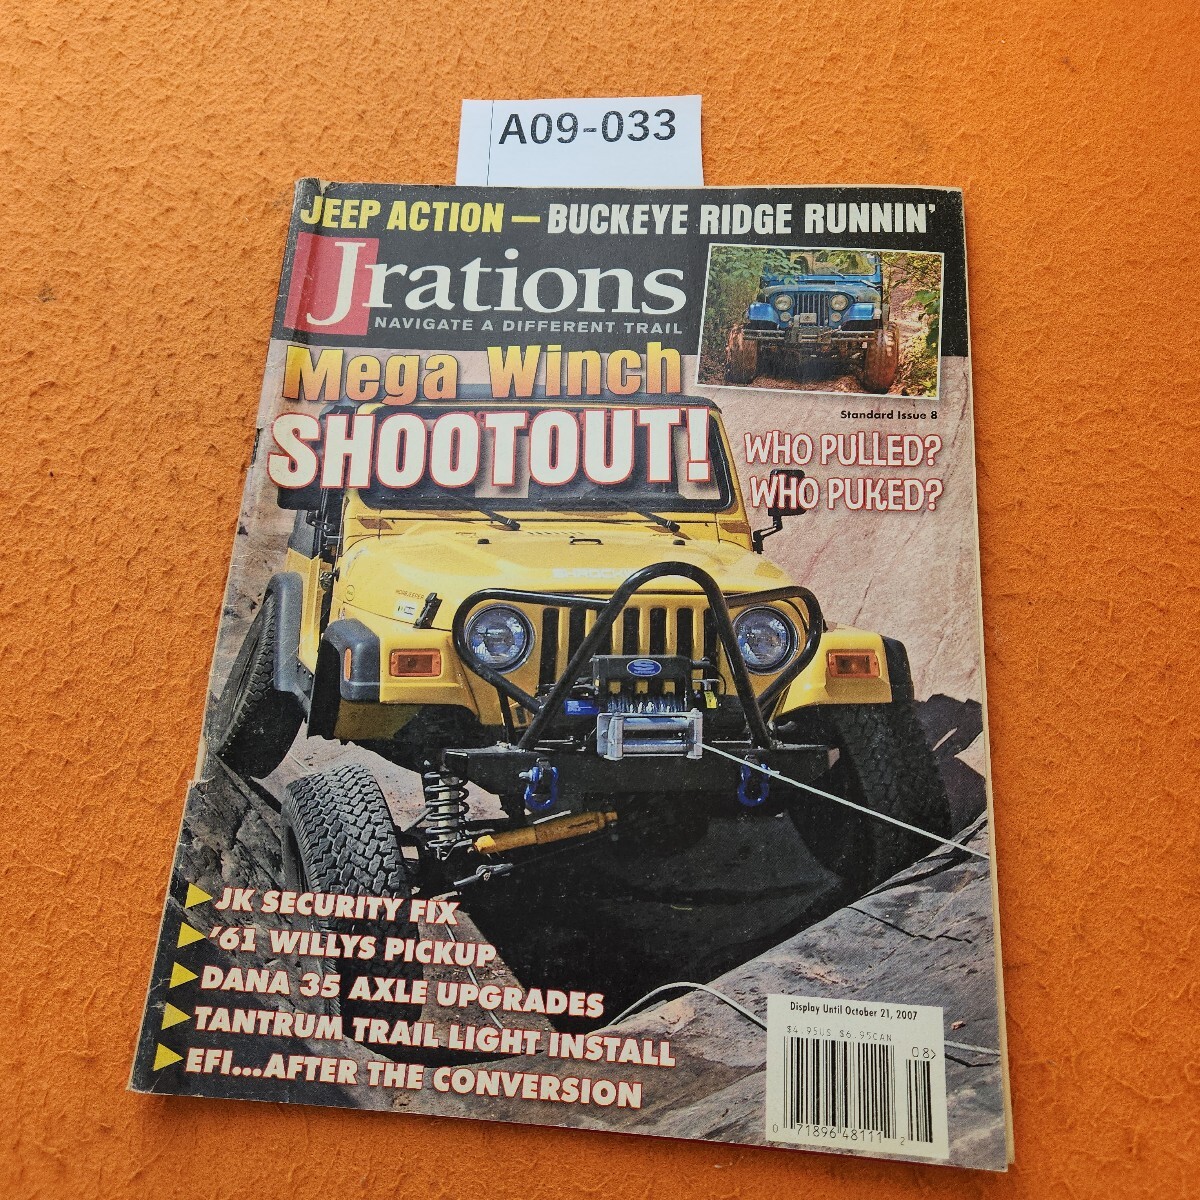 A09-033
JEEP ACTION — BUCKEYE RIDGE RUNNIN'
Jrations
NAVIGATE A DIFFERENT TRAIL
Mega Winch
SHOOTOUT!
Standard Issue 8
WHO PULLED?
WHO PUKED?
JK SECURITY FIX
'61 WILLYS PICKUP
DANA 35 AXLE UPGRADES
TANTRUM TRAIL LIGHT INSTALL
EFI...AFTER THE CONVERSION
Display Until October 21, 2007
$4.95US $6.95CAN
08>
0 71896 48111 2